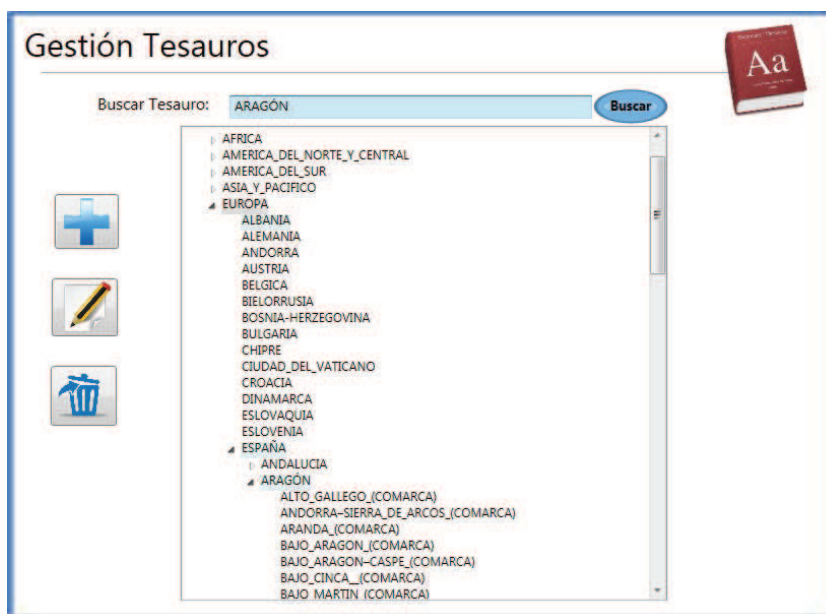 Gestión Tesauros
Aa
Buscar Tesauro: ARAGÓN Buscar
AFRICA
AMERICA_DEL_NORTE_Y_CENTRAL
AMERICA_DEL_SUR
ASIA_Y_PACIFICO
EUROPA
ALBANIA
ALEMANIA
ANDORRA
AUSTRIA
BELGICA
BIELORRUSIA
BOSNIA-HERZEGOVINA
BULGARIA
CHIPRE
CIUDAD_DEL_VATICANO
CROACIA
DINAMARCA
ESLOVAQUIA
ESLOVENIA
ESPAÑA
ANDALUCIA
ARAGÓN
ALTO_GALLEGO_(COMARCA)
ANDORRA–SIERRA_DE_ARCOS_(COMARCA)
ARANDA_(COMARCA)
BAJO_ARAGON_(COMARCA)
BAJO_ARAGON–CASPE_(COMARCA)
BAJO_CINCA__(COMARCA)
BAJO_MARTIN_(COMARCA)